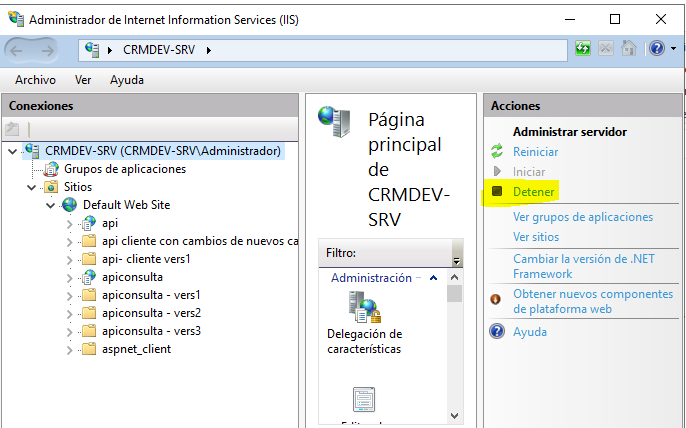 Administrador de Internet Information Services (IIS)
CRMDEV-SRV
Archivo Ver Ayuda
Conexiones
CRMDEV-SRV (CRMDEV-SRV\Administrador)
Grupos de aplicaciones
Sitios
Default Web Site
api
api cliente con cambios de nuevos ca
api- cliente vers1
apiconsulta
apiconsulta - vers1
apiconsulta - vers2
apiconsulta - vers3
aspnet_client
Página
principal
de
CRMDEV-
SRV
Filtro:
Administración
Delegación de
características
Acciones
Administrar servidor
Reiniciar
Iniciar
Detener
Ver grupos de aplicaciones
Ver sitios
Cambiar la versión de .NET
Framework
Obtener nuevos componentes
de plataforma web
Ayuda